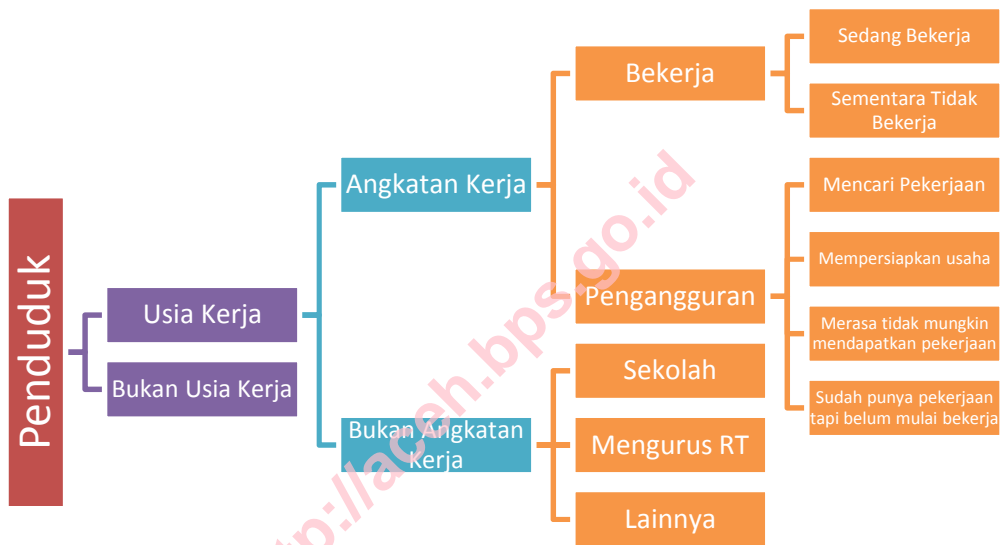 Penduduk
Usia Kerja
Bukan Usia Kerja
Angkatan Kerja
Bukan Angkatan
Kerja
Bekerja
Pengangguran
Sekolah
Mengurus RT
Lainnya
Sedang Bekerja
Sementara Tidak
Bekerja
Mencari Pekerjaan
Mempersiapkan usaha
Merasa tidak mungkin
mendapatkan pekerjaan
Sudah punya pekerjaan
tapi belum mulai bekerja
tp://aceh.bps.go.id